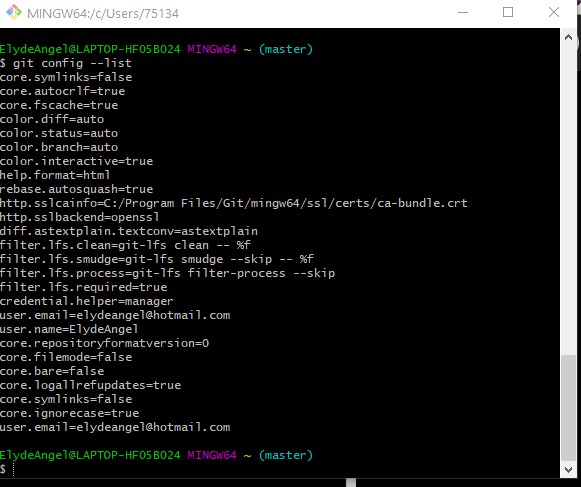 MINGW64:/c/Users/75134
ElydeAngel@LAPTOP-HF05B024 MINGW64 ~ (master)
$ git config --list
core.symlinks=false
core.autocrlf=true
core.fscache=true
color.diff=auto
color.status=auto
color.branch=auto
color.interactive=true
help.format=html
rebase.autosquash=true
http.sslcainfo=C:/Program Files/Git/mingw64/ssl/certs/ca-bundle.crt
http.sslbackend=openssl
diff.astextplain.textconv=astextplain
filter.lfs.clean=git-lfs clean -- %f
filter.lfs.smudge=git-lfs smudge --skip -- %f
filter.lfs.process=git-lfs filter-process --skip
filter.lfs.required=true
credential.helper=manager
user.email=elydeangel@hotmail.com
user.name=ElydeAngel
core.repositoryformatversion=0
core.filemode=false
core.bare=false
core.logallrefupdates=true
core.symlinks=false
core.ignorecase=true
user.email=elydeangel@hotmail.com
ElydeAngel@LAPTOP-HF05B024 MINGW64 ~ (master)
$